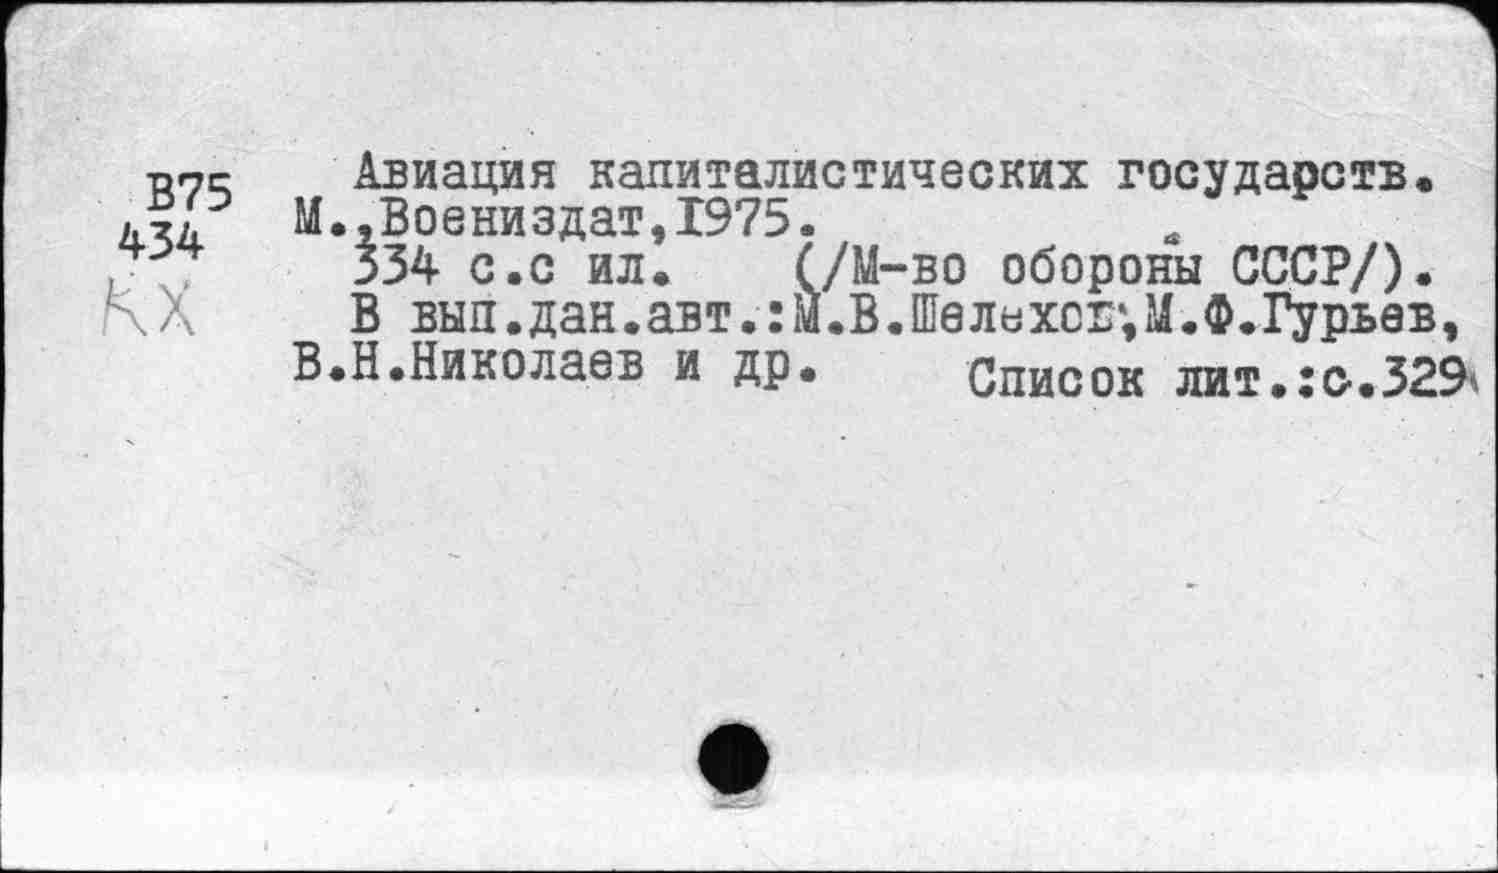 В75
434
КХ
Авиация капиталистических государств.
М.,Воениздат,1975.
334 с.с ил. (/М-во обороны СССР/).
В вып.дан.авт.:М.В.Шелехов,М.Ф.Гурьев,
В.Н.Николаев и др. Список лит.:с.329